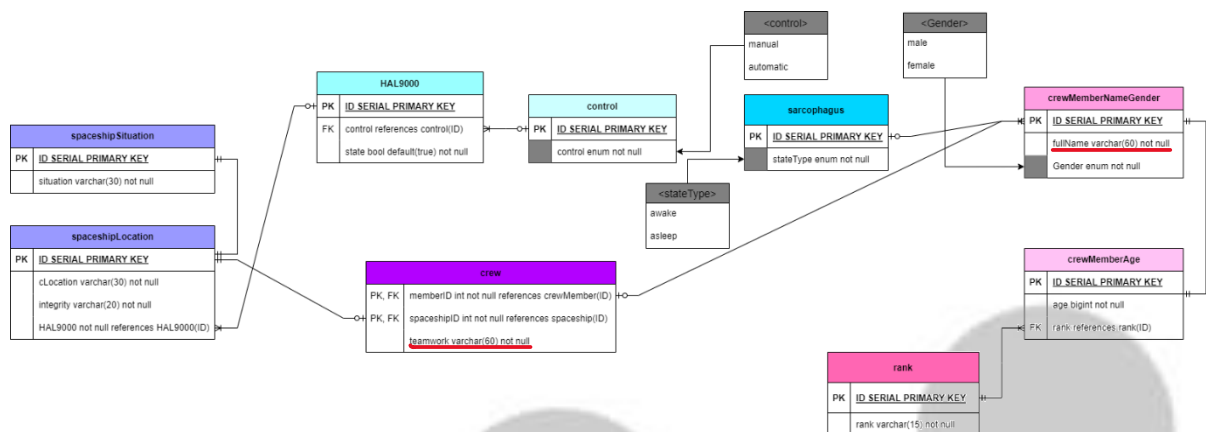 <control>
manual
automatic
<Gender>
male
female
HAL9000
PK ID SERIAL PRIMARY KEY
FK control references control(ID)
state bool default(true) not null
control
PK ID SERIAL PRIMARY KEY
control enum not null
sarcophagus
PK ID SERIAL PRIMARY KEY
stateType enum not null
crewMemberNameGender
PK ID SERIAL PRIMARY KEY
fullName varchar(60) not null
Gender enum not null
spaceshipSituation
PK ID SERIAL PRIMARY KEY
situation varchar(30) not null
<stateType>
awake
asleep
spaceshipLocation
PK ID SERIAL PRIMARY KEY
cLocation varchar(30) not null
integrity varchar(20) not null
HAL9000 not null references HAL9000(ID)
crew
PK, FK memberID int not null references crewMember(ID)
PK, FK spaceshipID int not null references spaceship(ID)
teamwork varchar(60) not null
crewMemberAge
PK ID SERIAL PRIMARY KEY
age bigint not null
FK rank references rank(ID)
rank
PK ID SERIAL PRIMARY KEY
rank varchar(15) not null